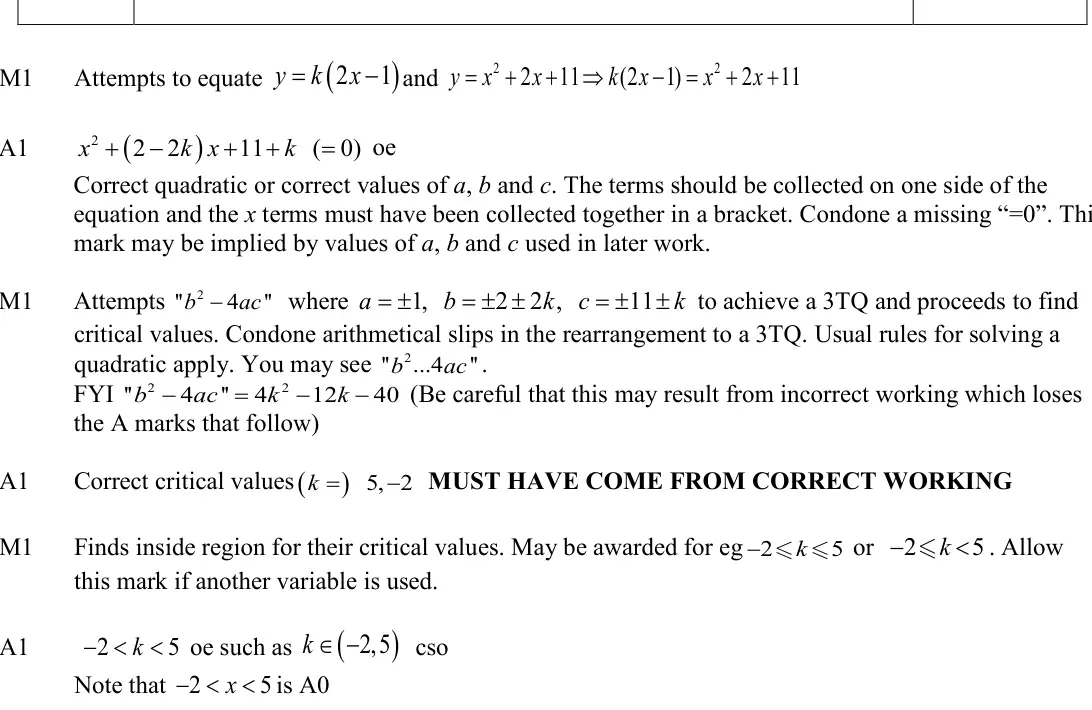 M1 Attempts to equate y = k(2x−1) and y = x² + 2x + 11 ⇒ k(2x−1) = x² + 2x + 11
A1 x² + (2 − 2k)x + 11 + k (= 0) oe
Correct quadratic or correct values of a, b and c. The terms should be collected on one side of the
equation and the x terms must have been collected together in a bracket. Condone a missing “=0”. Thi
mark may be implied by values of a, b and c used in later work.
M1 Attempts "b² − 4ac" where a = ±1, b = ±2 ± 2k, c = ±11 ± k to achieve a 3TQ and proceeds to find
critical values. Condone arithmetical slips in the rearrangement to a 3TQ. Usual rules for solving a
quadratic apply. You may see "b²...4ac".
FYI "b² − 4ac" = 4k² − 12k − 40 (Be careful that this may result from incorrect working which loses
the A marks that follow)
A1 Correct critical values (k =) 5, −2 MUST HAVE COME FROM CORRECT WORKING
M1 Finds inside region for their critical values. May be awarded for eg −2 ⩽ k ⩽ 5 or −2 ⩽ k < 5. Allow
this mark if another variable is used.
A1 −2 < k < 5 oe such as k ∈ (−2, 5) cso
Note that −2 < x < 5 is A0